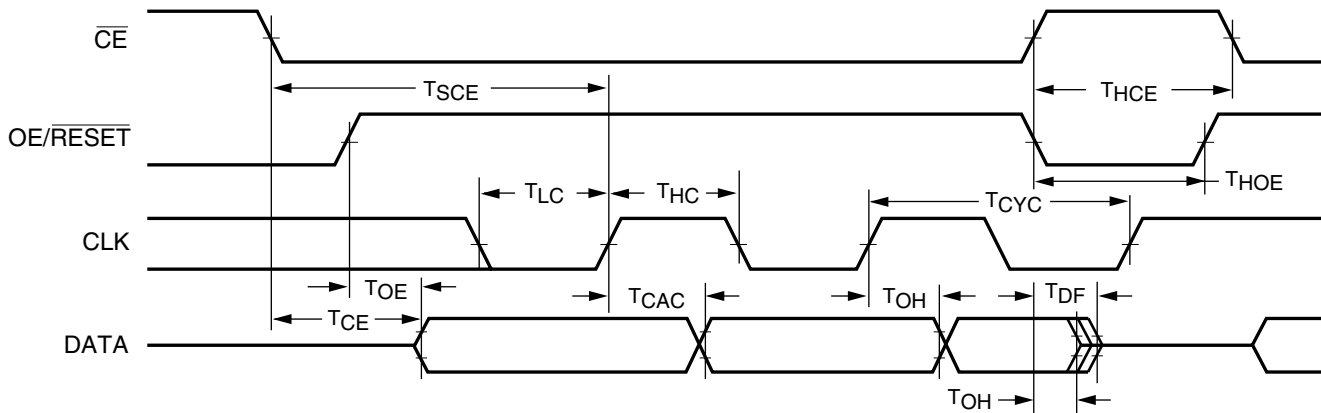 CE
TSCE
THCE
OE/RESET
TLC
THC
TCYC
THOE
CLK
TOE
TCE
TCAC
TOH
TDF
DATA
TOH